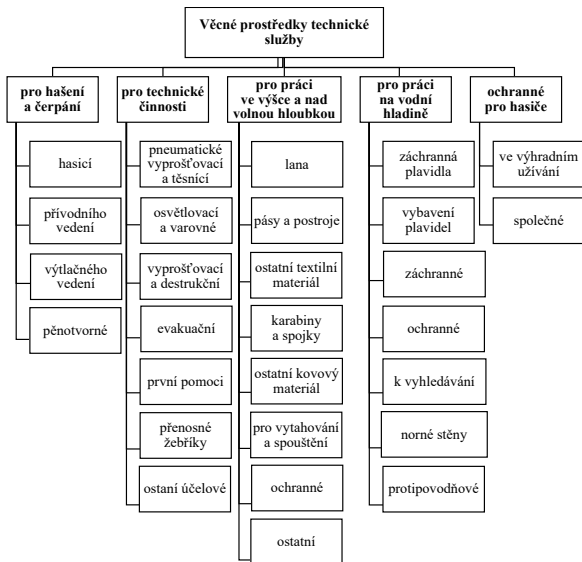 Věcné prostředky technické
služby
pro hašení
a čerpání
hasicí
přívodního
vedení
výtlačného
vedení
pěnotvorné
pro technické
činnosti
pneumatické
vyprošťovací
a těsnící
osvětlovací
a varovné
vyprošťovací
a destrukční
evakuační
první pomoci
přenosné
žebříky
ostaní účelové
pro práci
ve výšce a nad
volnou hloubkou
lana
pásy a postroje
ostatní textilní
materiál
karabiny
a spojky
ostatní kovový
materiál
pro vytahování
a spouštění
ochranné
ostatní
pro práci
na vodní
hladině
záchranná
plavidla
vybavení
plavidel
záchranné
ochranné
k vyhledávání
norné stěny
protipovodňové
ochranné
pro hasiče
ve výhradním
užívání
společné